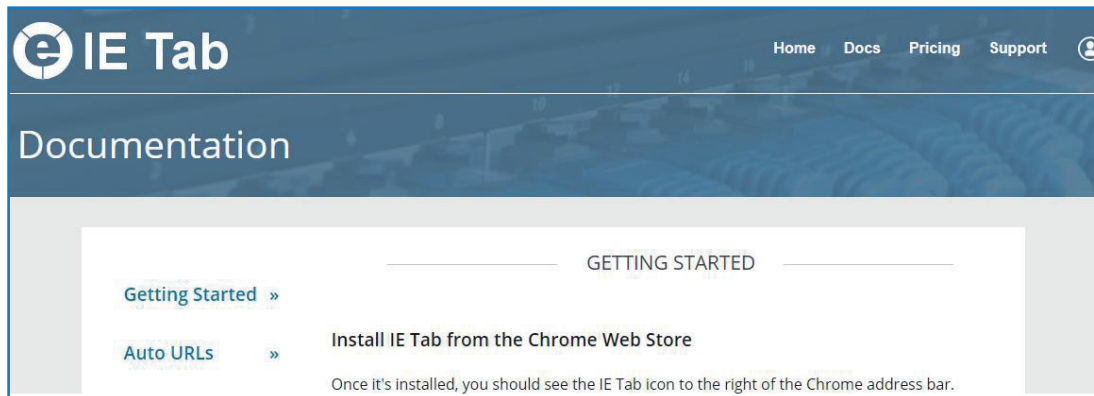 IE Tab
Home Docs Pricing Support
Documentation
GETTING STARTED
Getting Started »
Install IE Tab from the Chrome Web Store
Auto URLs »
Once it's installed, you should see the IE Tab icon to the right of the Chrome address bar.